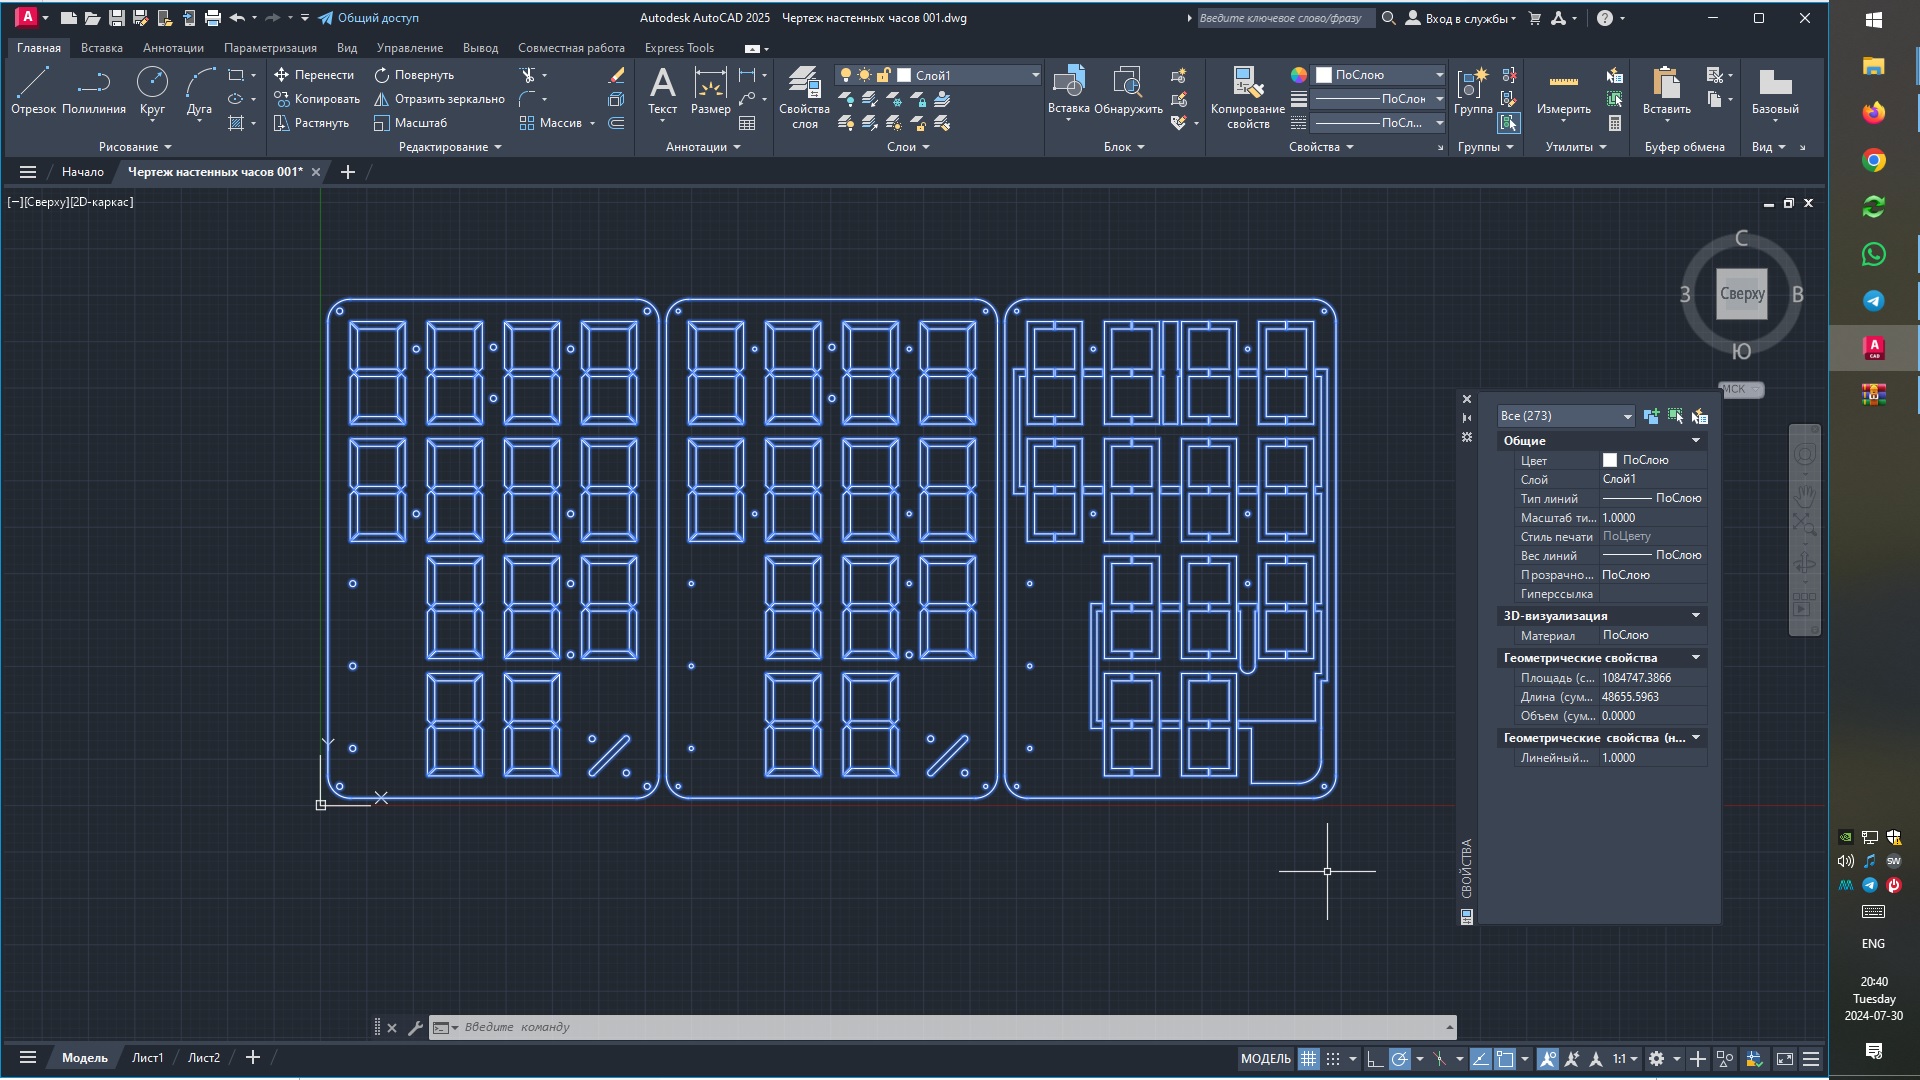 Общий доступ
Autodesk AutoCAD 2025 Чертеж настенных часов 001.dwg
Введите ключевое слово/фразу
Вход в службы
Главная Вставка Аннотации Параметризация Вид Управление Вывод Совместная работа Express Tools
Отрезок Полилиния Круг Дуга
Перенести Повернуть
Копировать Отразить зеркально
Растянуть Масштаб Массив
Текст Размер
Свойства слоя
Слой1
Вставка Обнаружить
Копирование свойств
ПоСлою
ПоСлою
ПоСл...
Группа
Измерить
Вставить
Базовый
Рисование Редактирование Аннотации Слои Блок Свойства Группы Утилиты Буфер обмена Вид
Начало Чертеж настенных часов 001*
[−][Сверху][2D-каркас]
С
З Сверху В
Ю
МСК
Все (273)
Общие
Цвет ПоСлою
Слой Слой1
Тип линий ПоСлою
Масштаб ти... 1.0000
Стиль печати ПоЦвету
Вес линий ПоСлою
Прозрачно... ПоСлою
Гиперссылка
3D-визуализация
Материал ПоСлою
Геометрические свойства
Площадь (с... 1084747.3866
Длина (сум... 48655.5963
Объем (сум... 0.0000
Геометрические свойства (н...
Линейный... 1.0000
СВОЙСТВА
Введите команду
Модель Лист1 Лист2
МОДЕЛЬ
1:1
ENG
20:40
Tuesday
2024-07-30